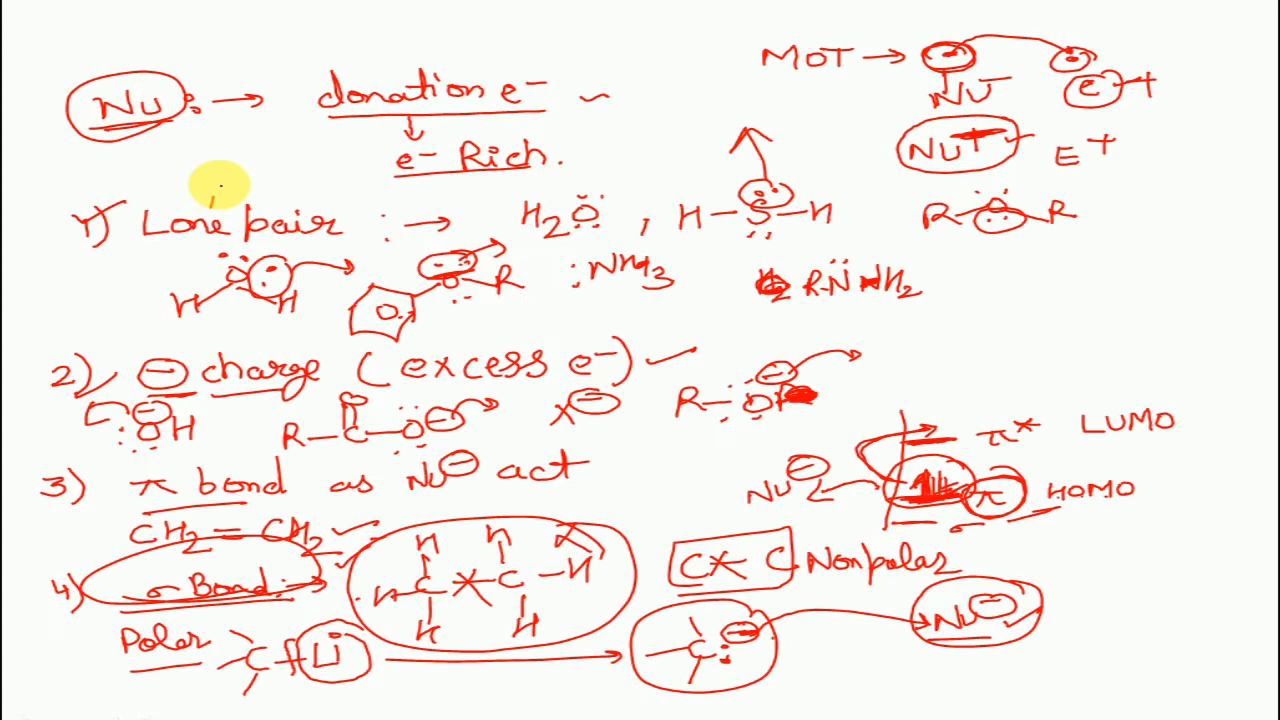 Nu: → donation e⁻
MOT → Nu⁻ e⁺
e⁻ Rich.
Nu⁺ E⁺
1) Lone pair : → H₂O , H–S–H R–O–R
H O H O R :NH₃ RNH₂
2) ⊖ charge (excess e⁻) ✓
⊖ :OH R–C–O ⊖ X⊖ R–O ⊖
O
π* LUMO
3) π bond as Nu⊖ act
Nu⊖ π HOMO
CH₂=CH₂ ✓
4) σ Bond: → H H H
H C C H
H H
C C Nonpolar
Polar C Li → C⊖: Nu⊖